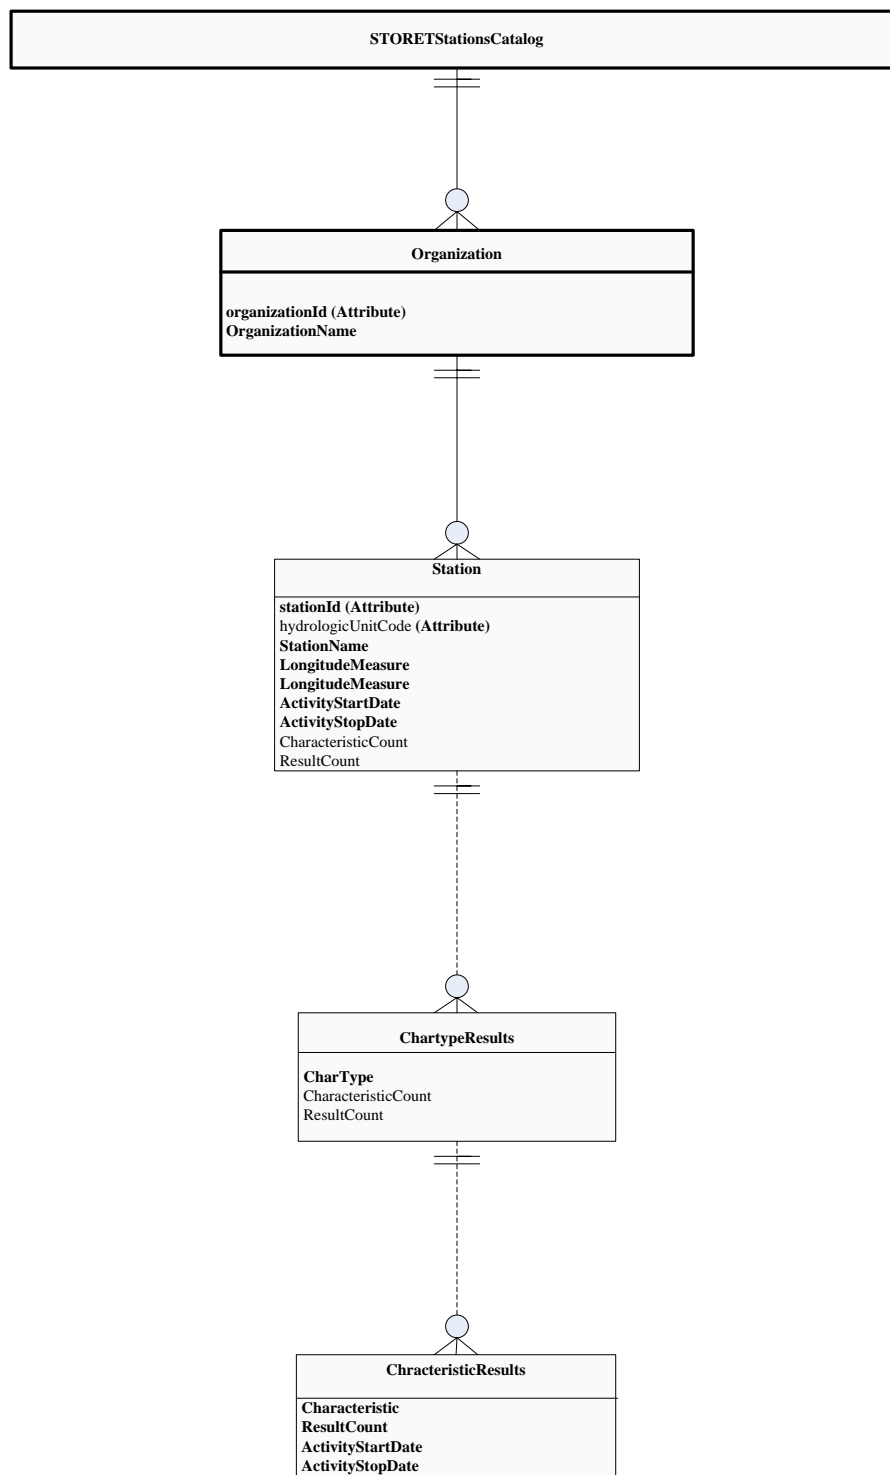 STORETStationsCatalog
Organization
organizationId (Attribute)
OrganizationName
Station
stationId (Attribute)
hydrologicUnitCode (Attribute)
StationName
LongitudeMeasure
LongitudeMeasure
ActivityStartDate
ActivityStopDate
CharacteristicCount
ResultCount
ChartypeResults
CharType
CharacteristicCount
ResultCount
ChracteristicResults
Characteristic
ResultCount
ActivityStartDate
ActivityStopDate